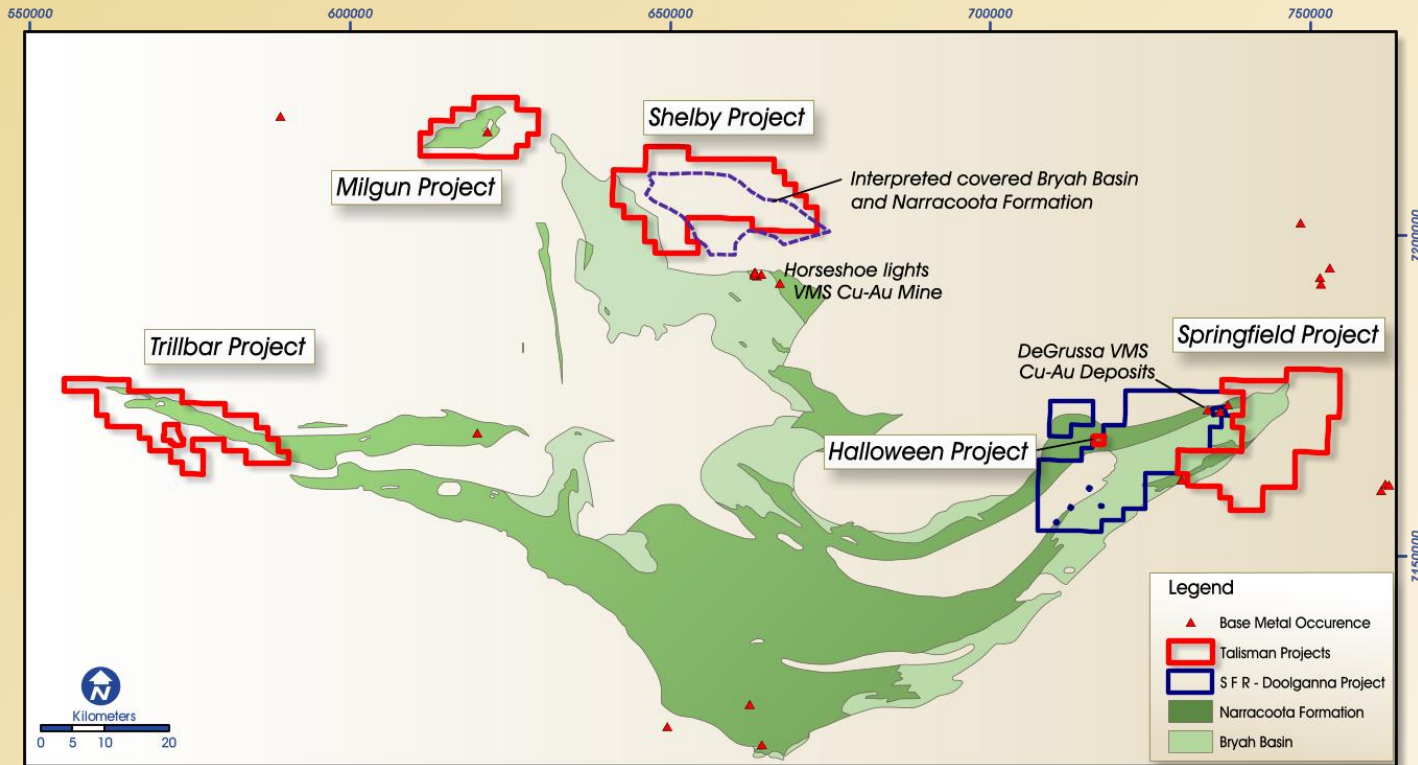 550000
600000
650000
700000
750000
Shelby Project
Milgun Project
Interpreted covered Bryah Basin
and Narracoota Formation
7200000
Horseshoe lights
VMS Cu-Au Mine
Trillbar Project
Springfield Project
DeGrussa VMS
Cu-Au Deposits
Halloween Project
7150000
Legend
Base Metal Occurence
Talisman Projects
S F R - Doolganna Project
Narracoota Formation
Bryah Basin
N
Kilometers
0 5 10 20